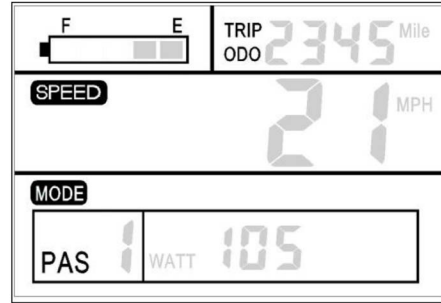 F E
TRIP 2345 Mile
ODO
SPEED
21 MPH
MODE
PAS 1 WATT 105